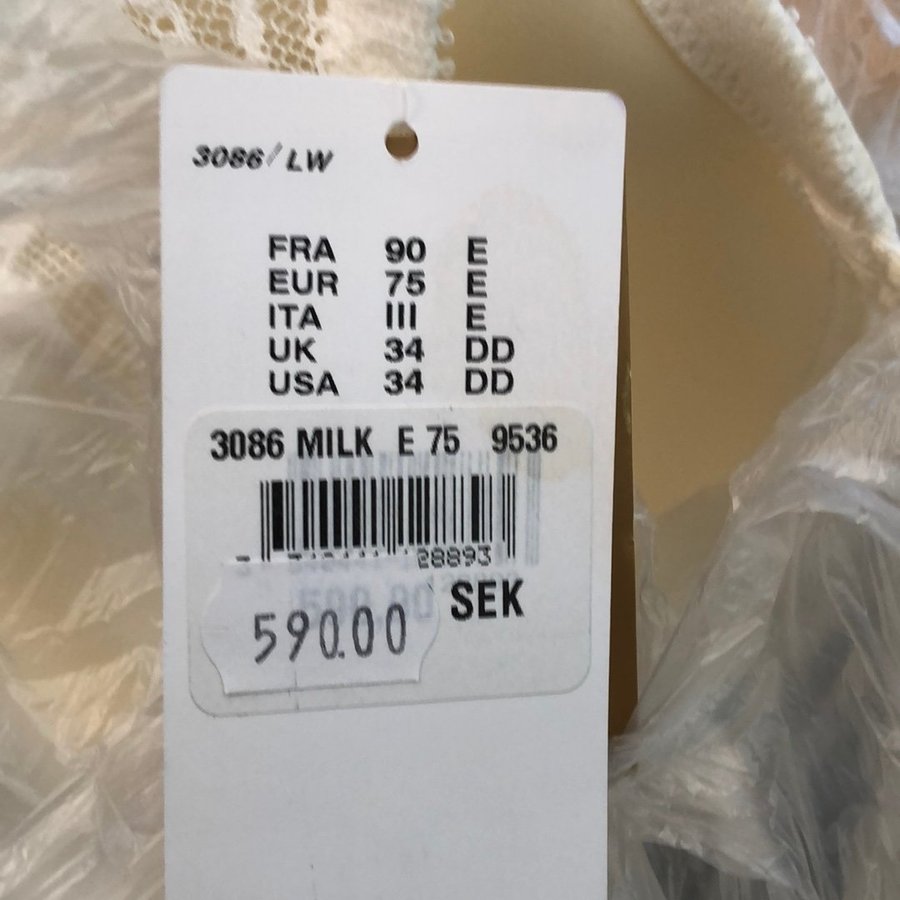 3086/ LW
FRA 90 E
EUR 75 E
ITA III E
UK 34 DD
USA 34 DD
3086 MILK E 75 9536
128893
SEK
590.00